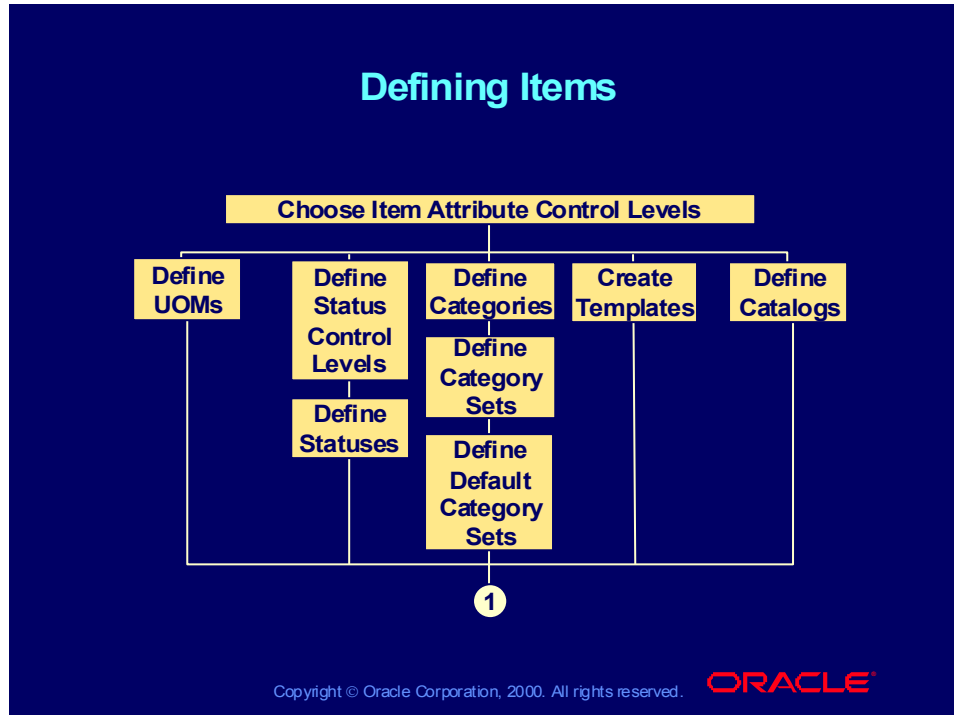 Defining Items
Choose Item Attribute Control Levels
Define
UOMs
Define
Status
Control
Levels
Define
Statuses
Define
Categories
Define
Category
Sets
Define
Default
Category
Sets
Create
Templates
Define
Catalogs
1
Copyright © Oracle Corporation, 2000. All rights reserved.
ORACLE®